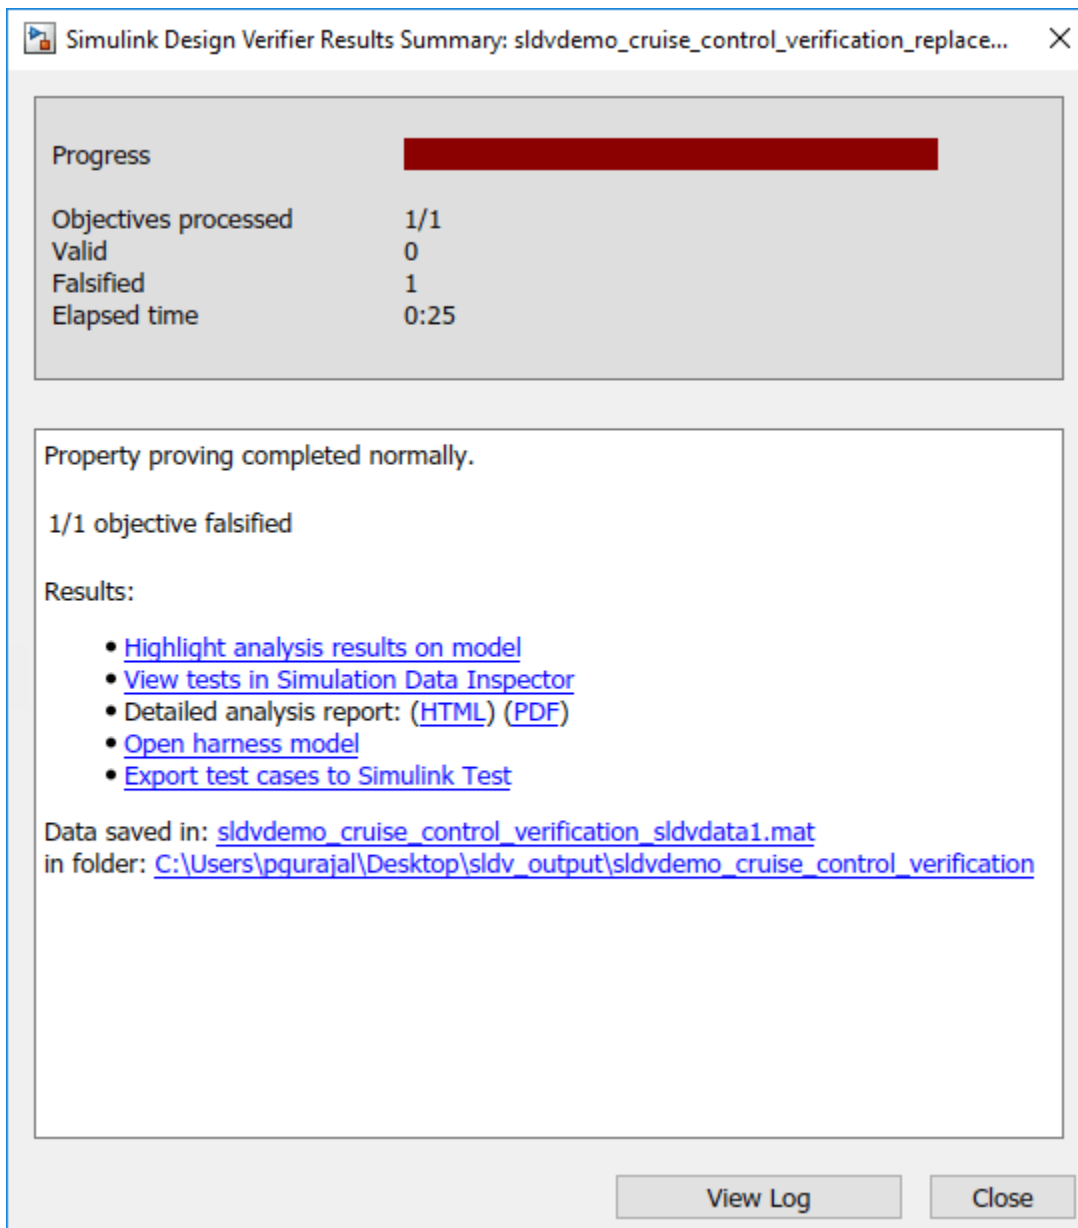 Simulink Design Verifier Results Summary: sldvdemo_cruise_control_verification_replace...
Progress
Objectives processed 1/1
Valid 0
Falsified 1
Elapsed time 0:25
Property proving completed normally.
1/1 objective falsified
Results:
• Highlight analysis results on model
• View tests in Simulation Data Inspector
• Detailed analysis report: (HTML) (PDF)
• Open harness model
• Export test cases to Simulink Test
Data saved in: sldvdemo_cruise_control_verification_sldvdata1.mat
in folder: C:\Users\pgurajal\Desktop\sldv_output\sldvdemo_cruise_control_verification
View Log Close